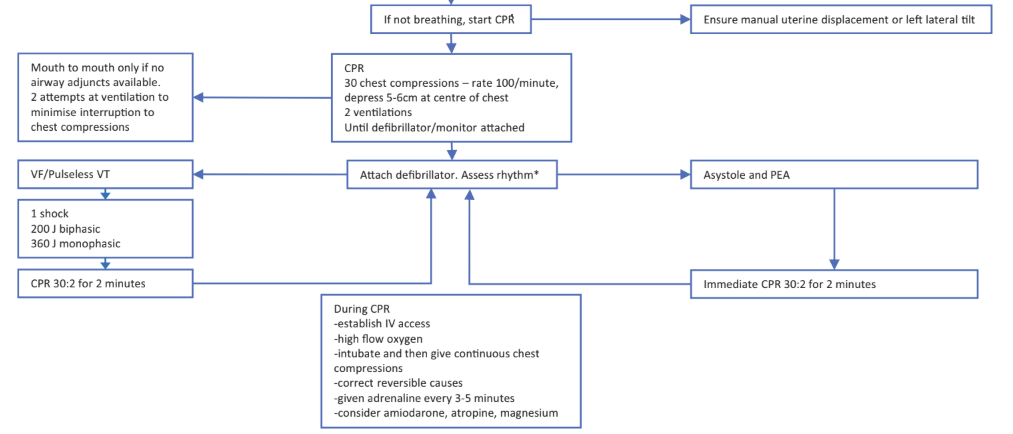 If not breathing, start CPR
Ensure manual uterine displacement or left lateral tilt
Mouth to mouth only if no
airway adjuncts available.
2 attempts at ventilation to
minimise interruption to
chest compressions
CPR
30 chest compressions – rate 100/minute,
depress 5-6cm at centre of chest
2 ventilations
Until defibrillator/monitor attached
VF/Pulseless VT
Attach defibrillator. Assess rhythm*
Asystole and PEA
1 shock
200 J biphasic
360 J monophasic
CPR 30:2 for 2 minutes
Immediate CPR 30:2 for 2 minutes
During CPR
-establish IV access
-high flow oxygen
-intubate and then give continuous chest
compressions
-correct reversible causes
-given adrenaline every 3-5 minutes
-consider amiodarone, atropine, magnesium